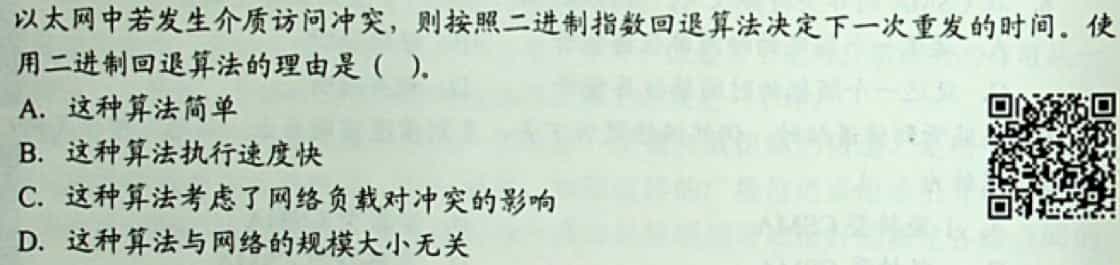 以太网中若发生介质访问冲突，则按照二进制指数回退算法决定下一次重发的时间。使
用二进制回退算法的理由是（ ）。
A. 这种算法简单
B. 这种算法执行速度快
C. 这种算法考虑了网络负载对冲突的影响
D. 这种算法与网络的规模大小无关